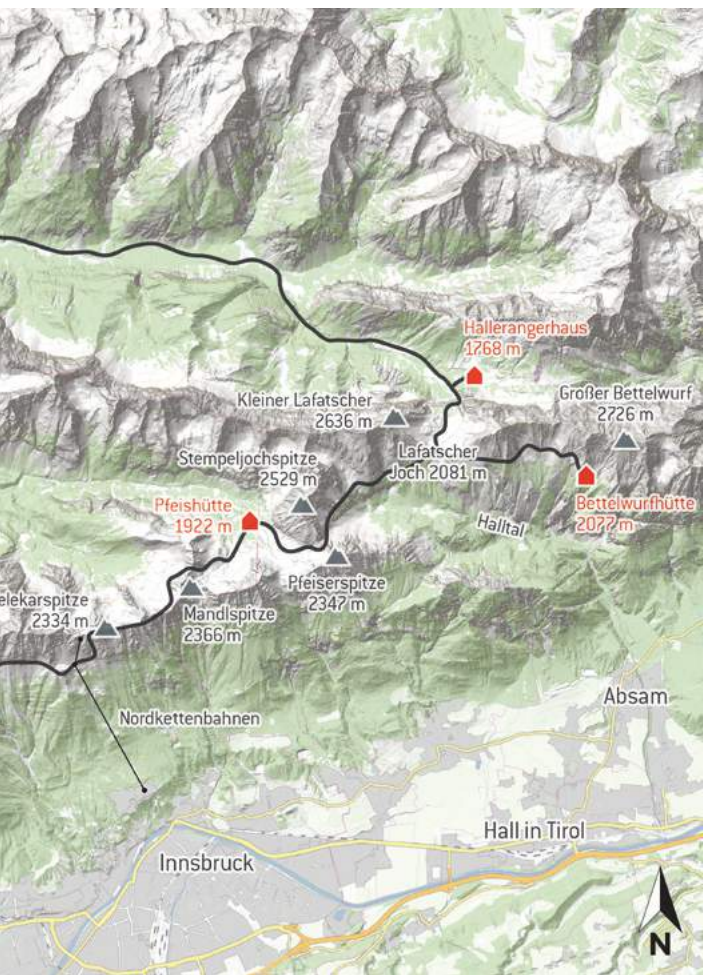 Hallerangerhaus
1768 m
Großer Bettelwurf
2726 m
Kleiner Lafatscher
2636 m
Lafatscher
Joch 2081 m
Stempeljochspitze
2529 m
Bettelwurfhütte
2077 m
Pfeishütte
1922 m
Halltal
Pfeiserspitze
2347 m
elekarspitze
2334 m
Mandlspitze
2366 m
Absam
Nordkettenbahnen
Hall in Tirol
Innsbruck
N